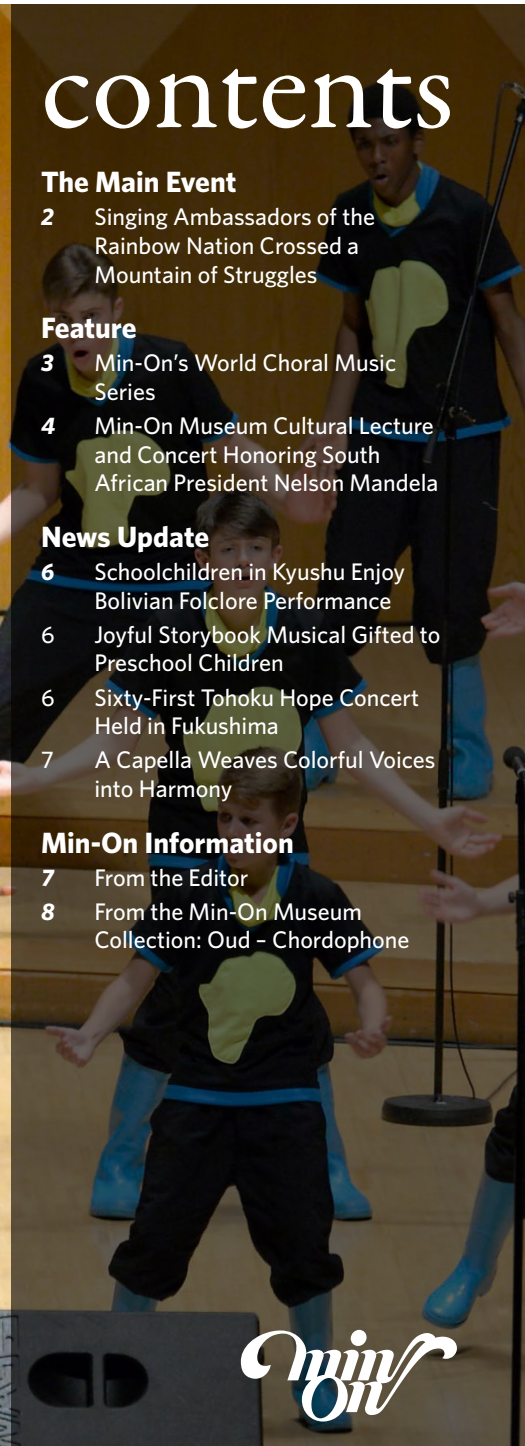 contents
The Main Event
2 Singing Ambassadors of the
Rainbow Nation Crossed a
Mountain of Struggles
Feature
3 Min-On's World Choral Music
Series
4 Min-On Museum Cultural Lecture
and Concert Honoring South
African President Nelson Mandela
News Update
6 Schoolchildren in Kyushu Enjoy
Bolivian Folclore Performance
6 Joyful Storybook Musical Gifted to
Preschool Children
6 Sixty-First Tohoku Hope Concert
Held in Fukushima
7 A Capella Weaves Colorful Voices
into Harmony
Min-On Information
7 From the Editor
8 From the Min-On Museum
Collection: Oud – Chordophone
min
on